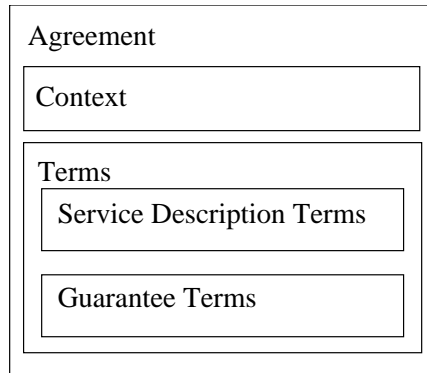 Agreement
Context
Terms
Service Description Terms
Guarantee Terms